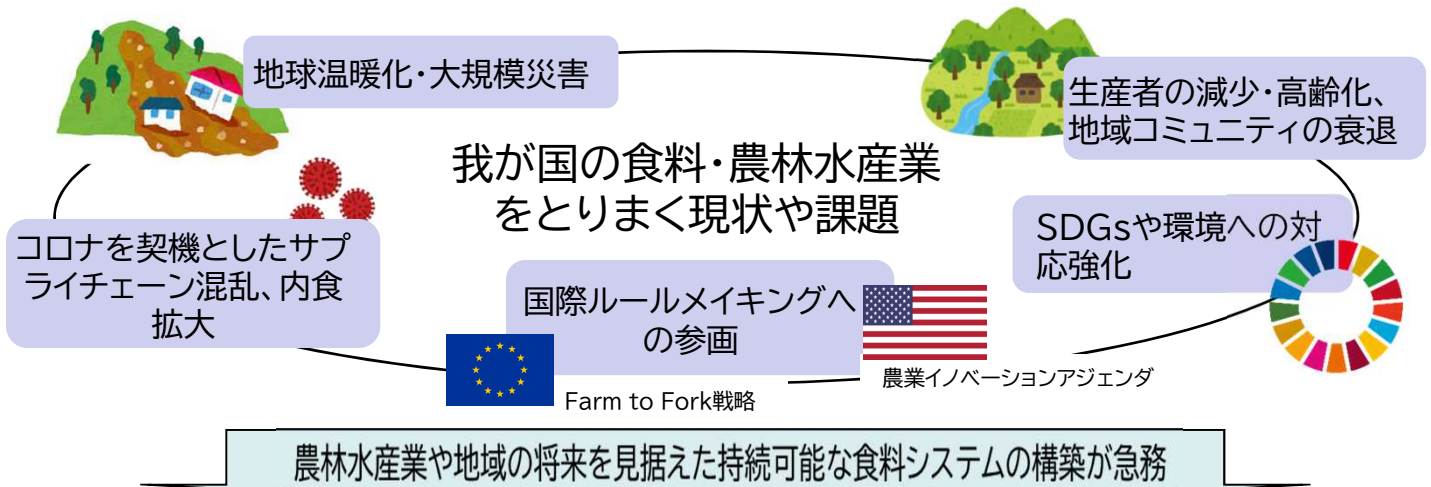 地球温暖化・大規模災害
生産者の減少・高齢化、
地域コミュニティの衰退
我が国の食料・農林水産業
をとりまく現状や課題
コロナを契機としたサプ
ライチェーン混乱、内食
拡大
SDGsや環境への対
応強化
国際ルールメイキングへ
の参画
Farm to Fork戦略
農業イノベーションアジェンダ
農林水産業や地域の将来を見据えた持続可能な食料システムの構築が急務